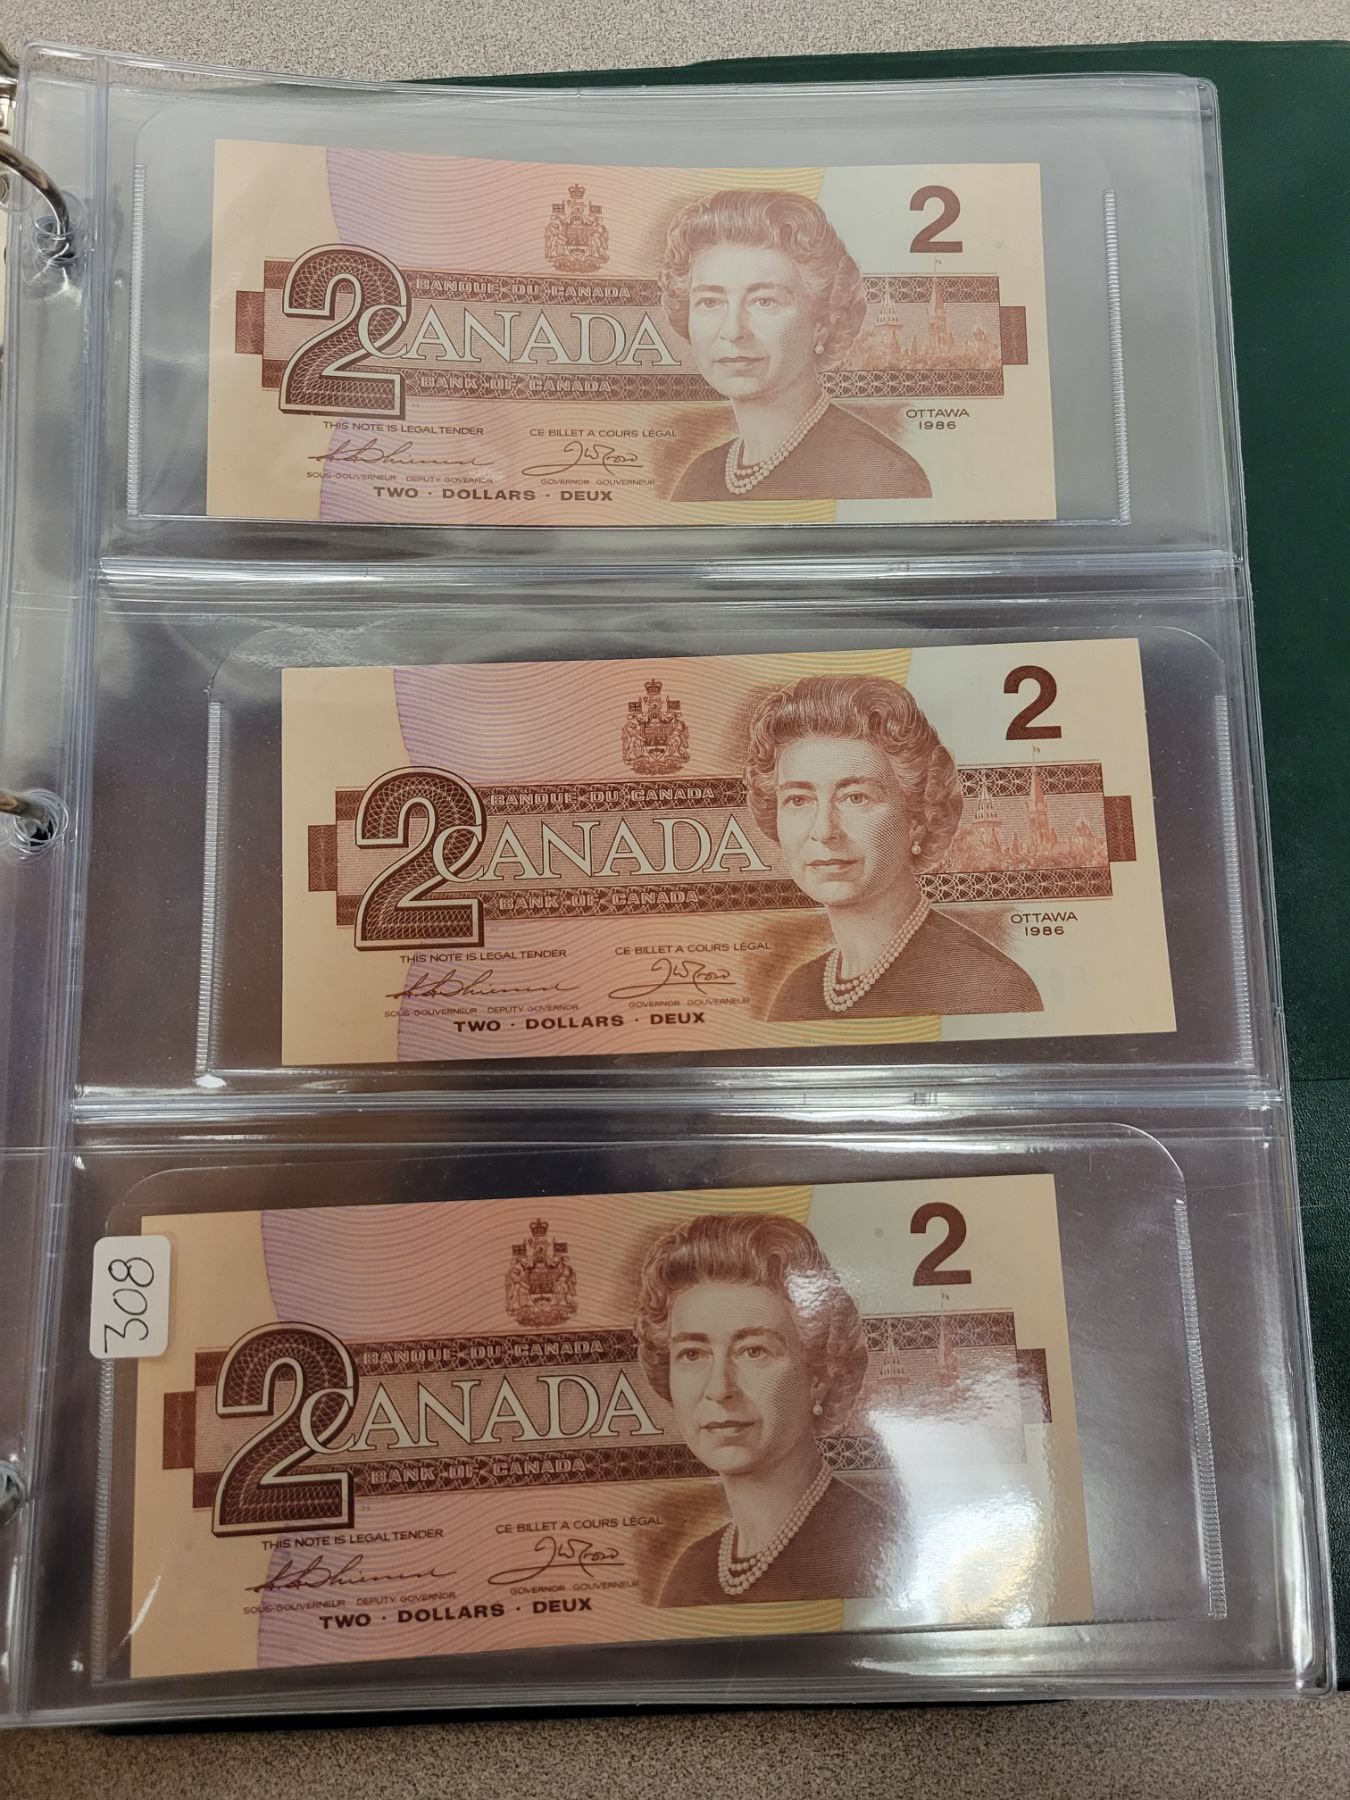 2
2
BANQUE DU CANADA
CANADA
BANK OF CANADA
OTTAWA
1986
THIS NOTE IS LEGAL TENDER
CE BILLET A COURS LÉGAL
SOUS-GOUVERNEUR DEPUTY GOVERNOR
GOVERNOR GOUVERNEUR
TWO · DOLLARS · DEUX
2
2
BANQUE DU CANADA
CANADA
BANK OF CANADA
OTTAWA
1986
THIS NOTE IS LEGAL TENDER
CE BILLET A COURS LÉGAL
SOUS-GOUVERNEUR DEPUTY GOVERNOR
GOVERNOR GOUVERNEUR
TWO · DOLLARS · DEUX
308
2
2
BANQUE DU CANADA
CANADA
BANK OF CANADA
THIS NOTE IS LEGAL TENDER
CE BILLET A COURS LÉGAL
SOUS-GOUVERNEUR DEPUTY GOVERNOR
GOVERNOR GOUVERNEUR
TWO · DOLLARS · DEUX